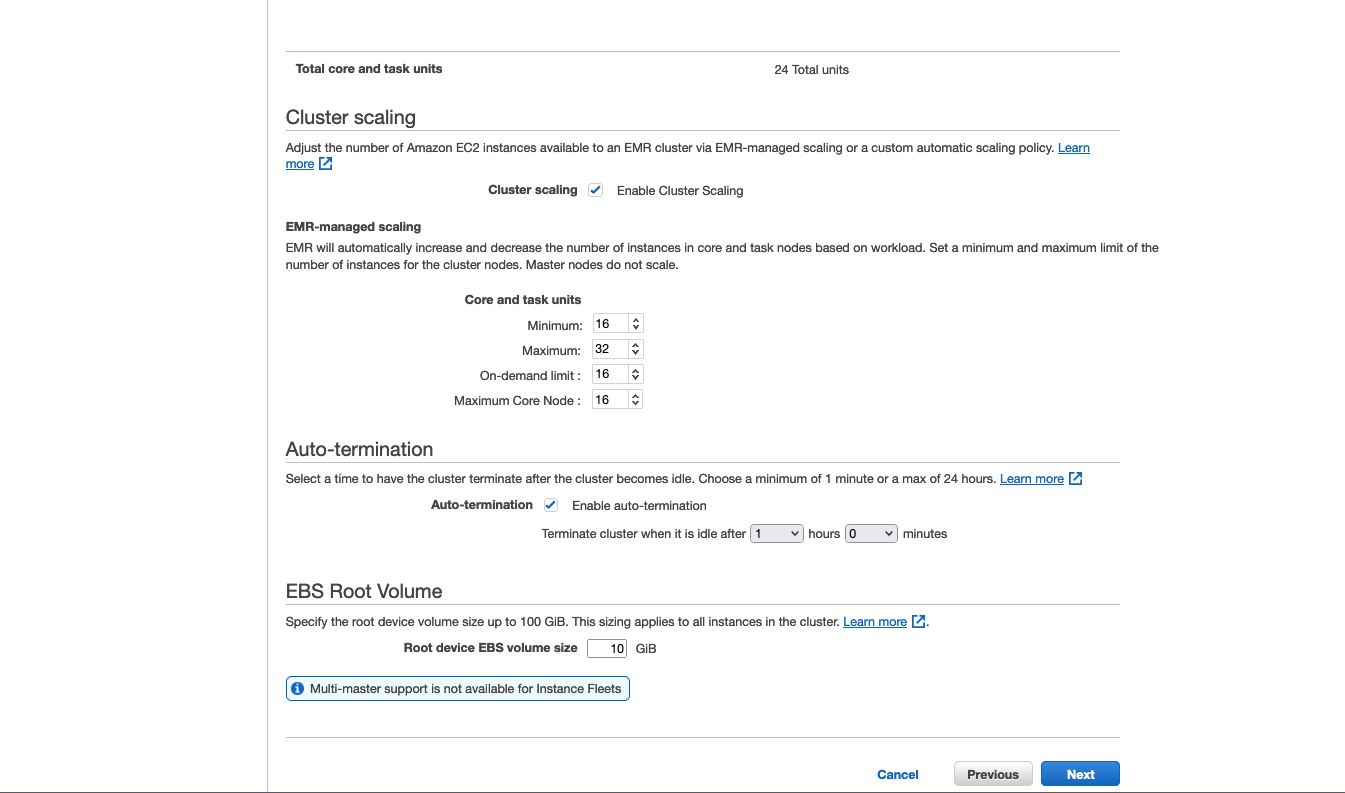 Total core and task units 24 Total units
Cluster scaling
Adjust the number of Amazon EC2 instances available to an EMR cluster via EMR-managed scaling or a custom automatic scaling policy. Learn
more
Cluster scaling Enable Cluster Scaling
EMR-managed scaling
EMR will automatically increase and decrease the number of instances in core and task nodes based on workload. Set a minimum and maximum limit of the
number of instances for the cluster nodes. Master nodes do not scale.
Core and task units
Minimum: 16
Maximum: 32
On-demand limit : 16
Maximum Core Node : 16
Auto-termination
Select a time to have the cluster terminate after the cluster becomes idle. Choose a minimum of 1 minute or a max of 24 hours. Learn more
Auto-termination Enable auto-termination
Terminate cluster when it is idle after 1 hours 0 minutes
EBS Root Volume
Specify the root device volume size up to 100 GiB. This sizing applies to all instances in the cluster. Learn more .
Root device EBS volume size 10 GiB
Multi-master support is not available for Instance Fleets
Cancel Previous Next